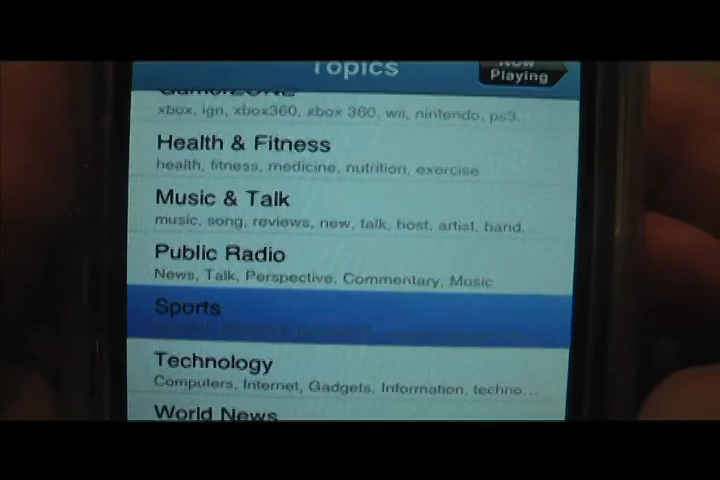 Topics
Now
Playing
GamerZONE
xbox, ign, xbox360, xbox 360, wii, nintendo, ps3,
Health & Fitness
health, fitness, medicine, nutrition, exercise
Music & Talk
music, song, reviews, new, talk, host, artist, band,
Public Radio
News, Talk, Perspective, Commentary, Music
Sports
Technology
Computers, Internet, Gadgets, Information, techno...
World News